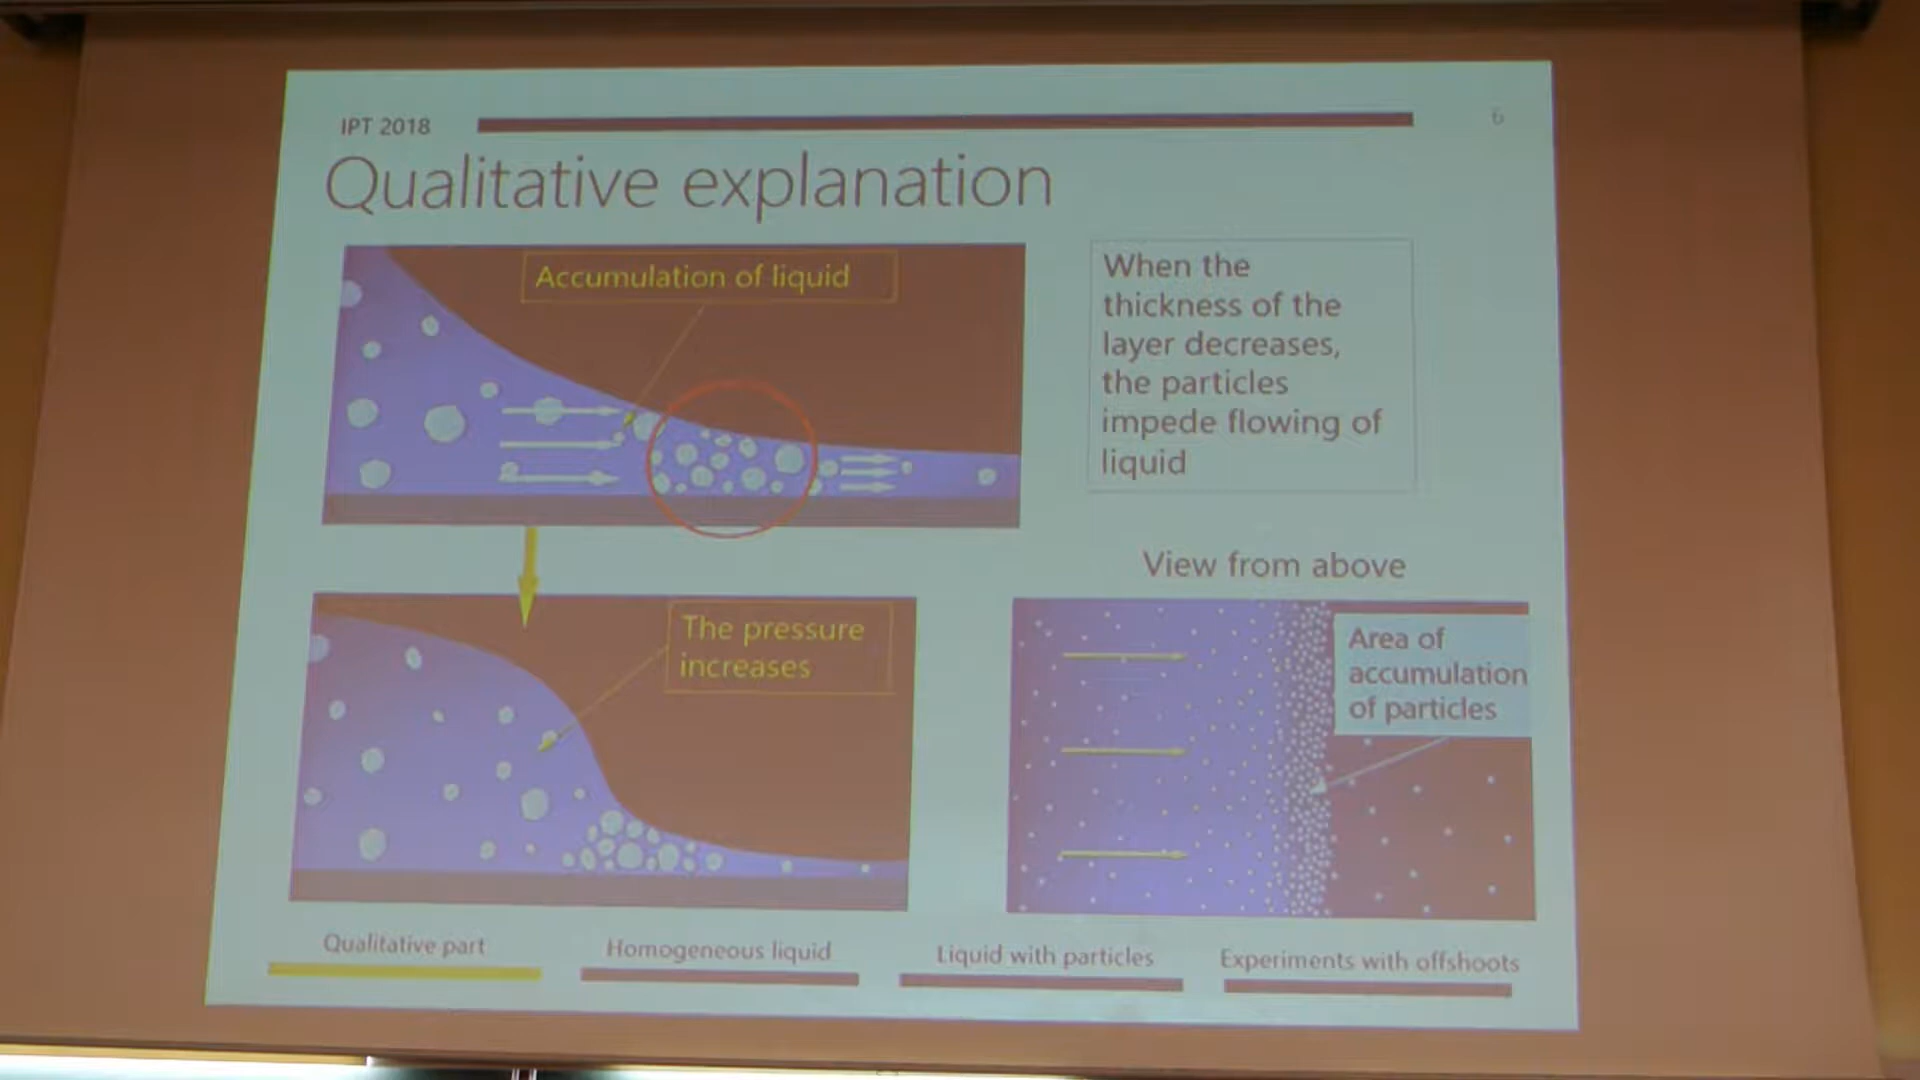 IPT 2018
6
Qualitative explanation
Accumulation of liquid
When the
thickness of the
layer decreases,
the particles
impede flowing of
liquid
The pressure
increases
View from above
Area of
accumulation
of particles
Qualitative part
Homogeneous liquid
Liquid with particles
Experiments with offshoots